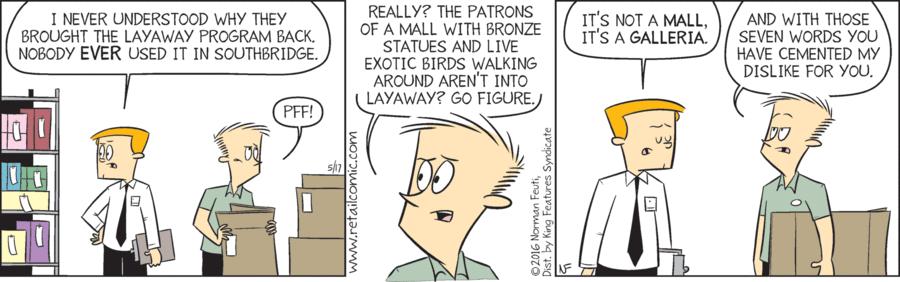 I NEVER UNDERSTOOD WHY THEY
BROUGHT THE LAYAWAY PROGRAM BACK.
NOBODY EVER USED IT IN SOUTHBRIDGE.
PFF!
5/17
www.retailcomic.com
REALLY? THE PATRONS
OF A MALL WITH BRONZE
STATUES AND LIVE
EXOTIC BIRDS WALKING
AROUND AREN'T INTO
LAYAWAY? GO FIGURE.
©2016 Norman Feuti,
Dist. by King Features Syndicate
IT'S NOT A MALL,
IT'S A GALLERIA.
NF
AND WITH THOSE
SEVEN WORDS YOU
HAVE CEMENTED MY
DISLIKE FOR YOU.